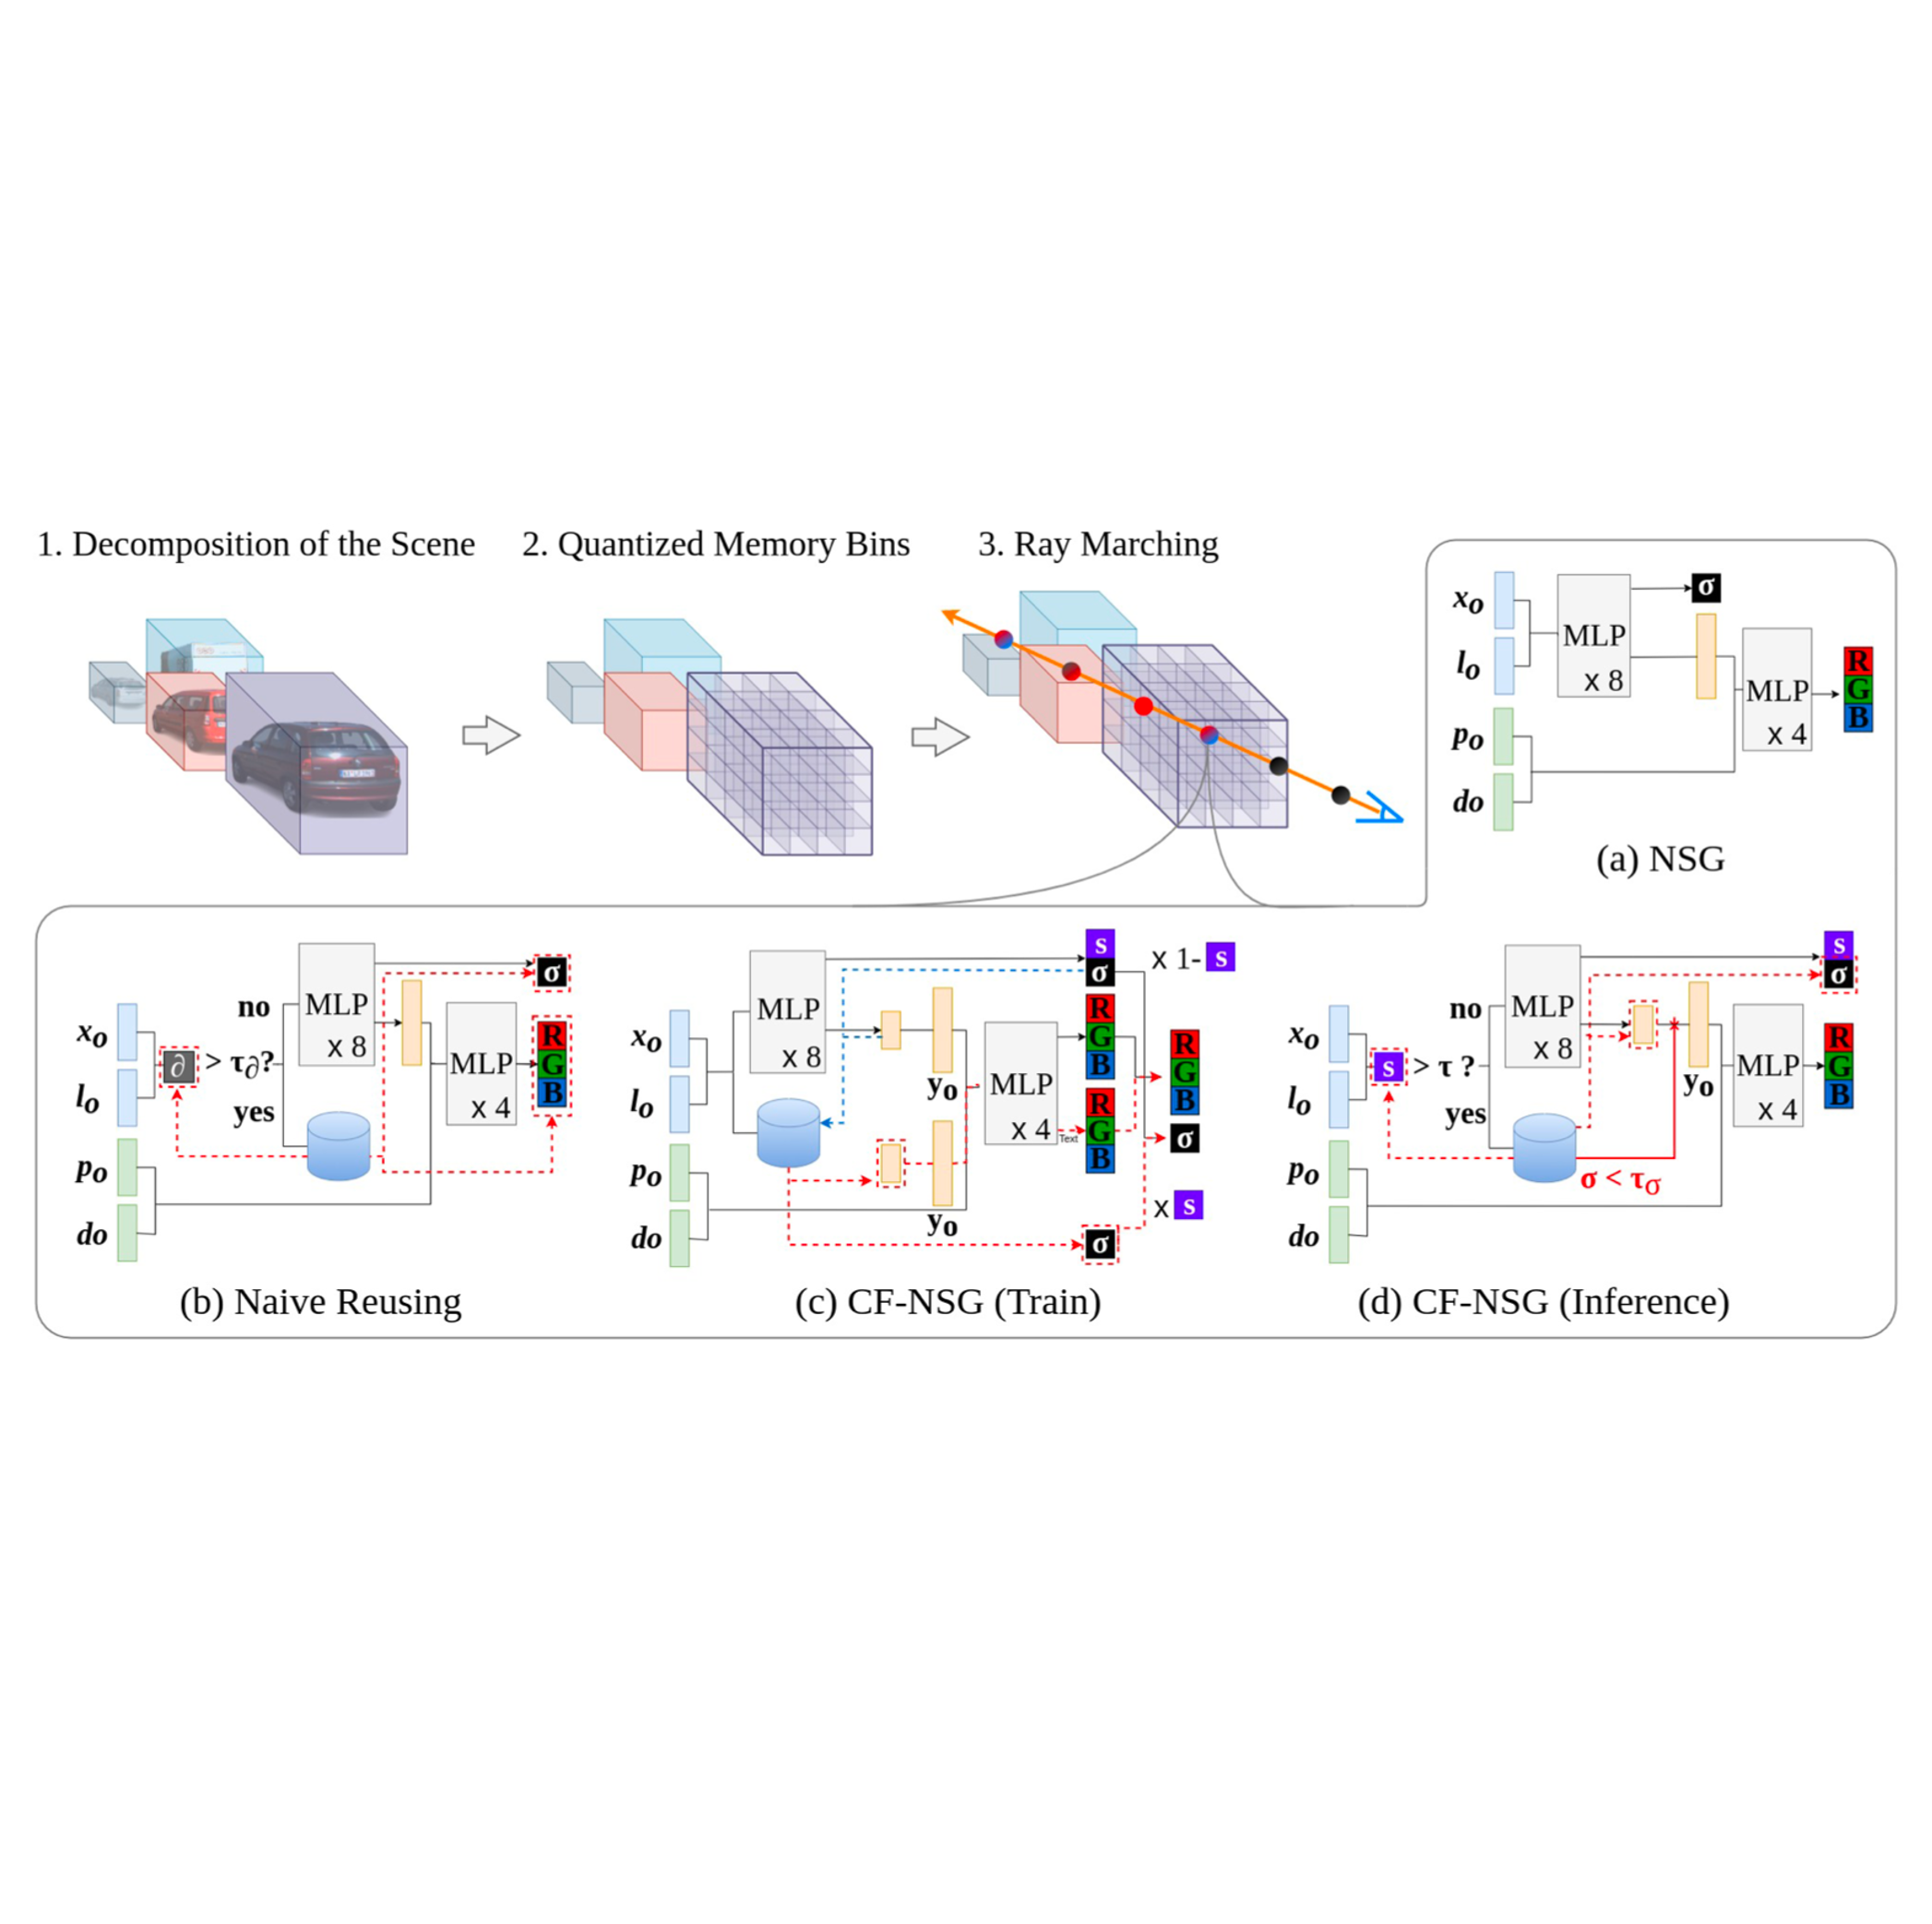 1. Decomposition of the Scene
2. Quantized Memory Bins
3. Ray Marching
xo
lo
po
do
MLP
x 8
σ
MLP
x 4
R
G
B
(a) NSG
xo
lo
po
do
∂ > τ∂?
no
yes
MLP
x 8
σ
MLP
x 4
R
G
B
(b) Naive Reusing
xo
lo
po
do
MLP
x 8
yo
yo
MLP
x 4
Text
s
σ
x 1- s
R
G
B
R
G
B
R
G
B
σ
x s
σ
(c) CF-NSG (Train)
xo
lo
po
do
s > τ ?
no
yes
MLP
x 8
σ < τσ
yo
MLP
x 4
s
σ
R
G
B
(d) CF-NSG (Inference)